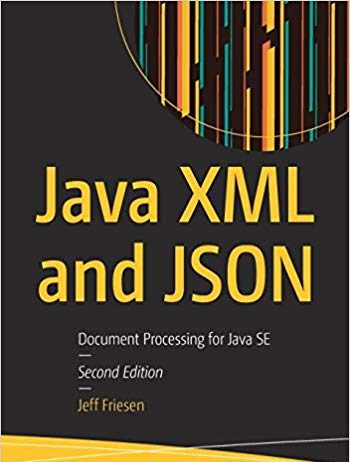 Java XML
and JSON
Document Processing for Java SE
—
Second Edition
—
Jeff Friesen